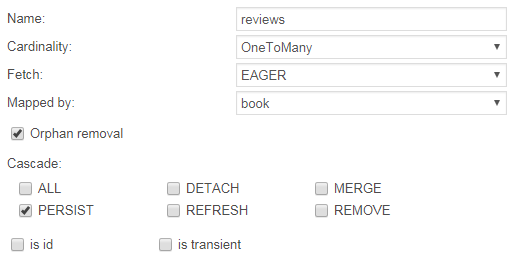 Name: reviews
Cardinality: OneToMany
Fetch: EAGER
Mapped by: book
Orphan removal
Cascade:
ALL DETACH MERGE
PERSIST REFRESH REMOVE
is id is transient